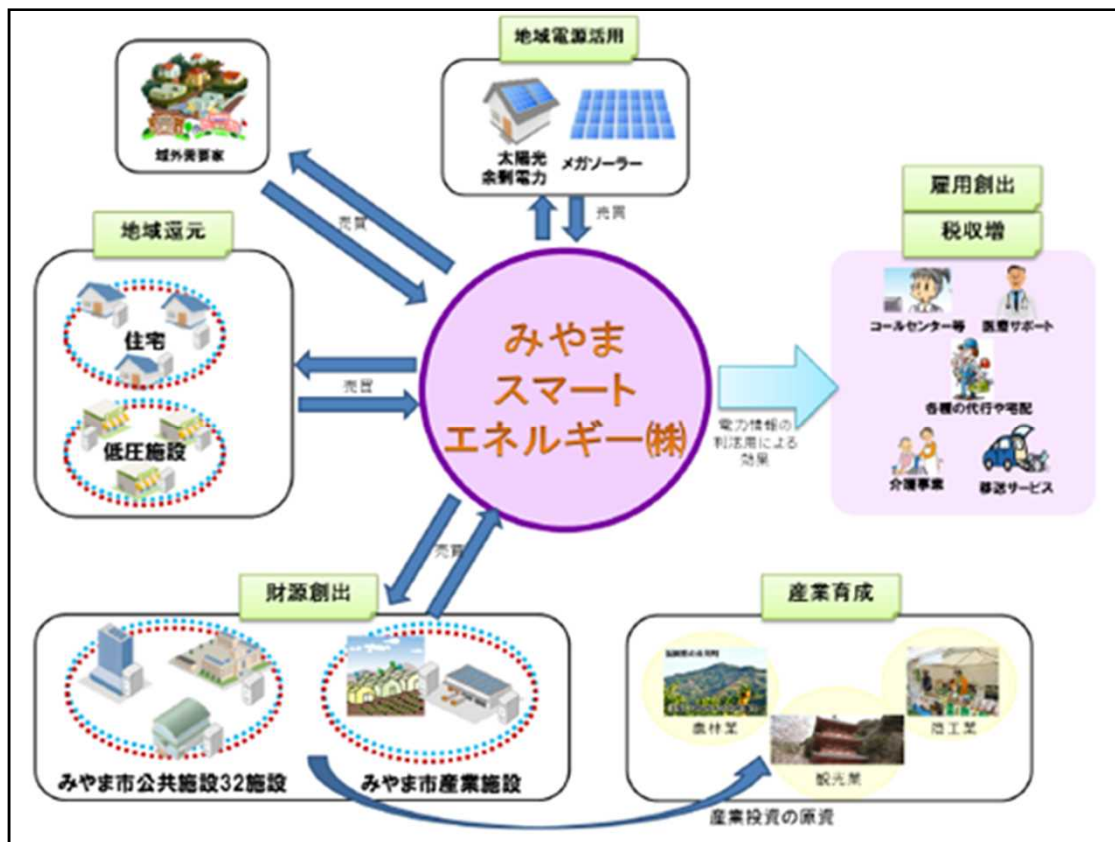 地域電源活用
太陽光
余剰電力
メガソーラー
売買
域外需要家
売買
地域還元
住宅
低圧施設
売買
みやま
スマート
エネルギー㈱
電力情報の
利活用による
効果
雇用創出
税収増
コールセンター等
医療サポート
各種の代行や宅配
介護事業
移送サービス
売買
財源創出
みやま市公共施設32施設
みやま市産業施設
産業育成
農林業
商工業
観光業
産業投資の原資